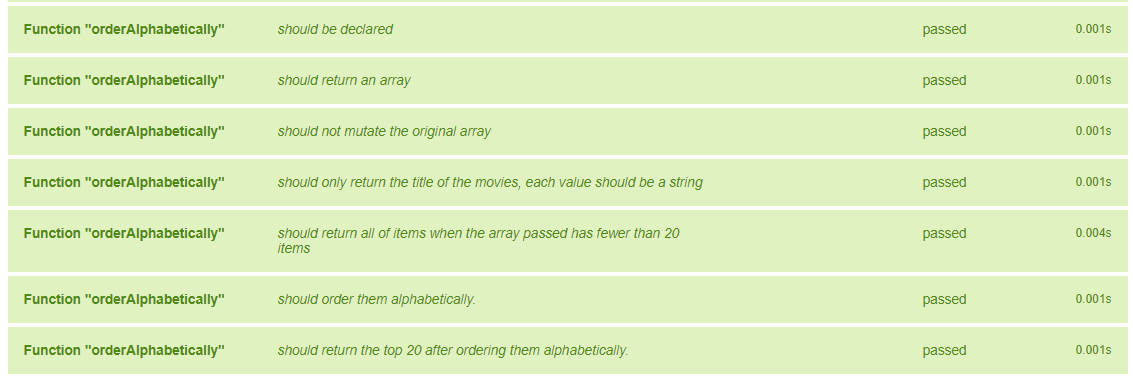 Function "orderAlphabetically" should be declared passed 0.001s
Function "orderAlphabetically" should return an array passed 0.001s
Function "orderAlphabetically" should not mutate the original array passed 0.001s
Function "orderAlphabetically" should only return the title of the movies, each value should be a string passed 0.001s
Function "orderAlphabetically" should return all of items when the array passed has fewer than 20 passed 0.004s
items
Function "orderAlphabetically" should order them alphabetically. passed 0.001s
Function "orderAlphabetically" should return the top 20 after ordering them alphabetically. passed 0.001s